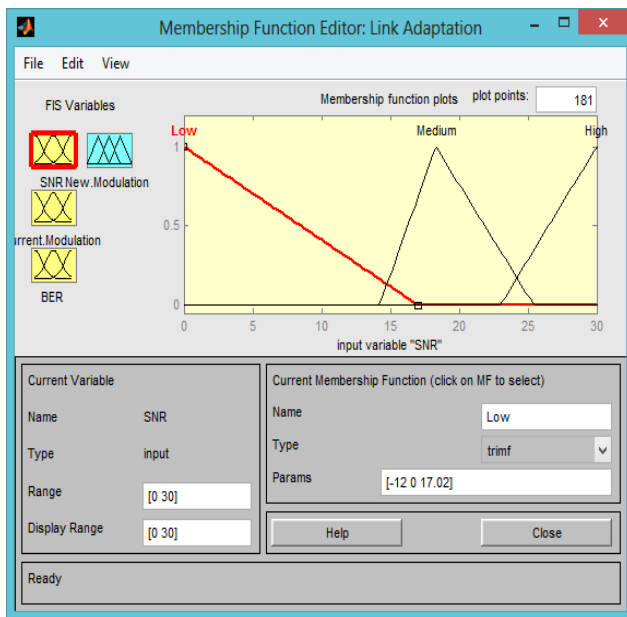 Membership Function Editor: Link Adaptation
File Edit View
FIS Variables
Membership function plots plot points: 181
Low Medium High
1
0.5
0
0 5 10 15 20 25 30
input variable "SNR"
SNR New.Modulation
urrent.Modulation
BER
Current Variable
Name SNR
Type input
Range [0 30]
Display Range [0 30]
Current Membership Function (click on MF to select)
Name Low
Type trimf
Params [-12 0 17.02]
Help Close
Ready